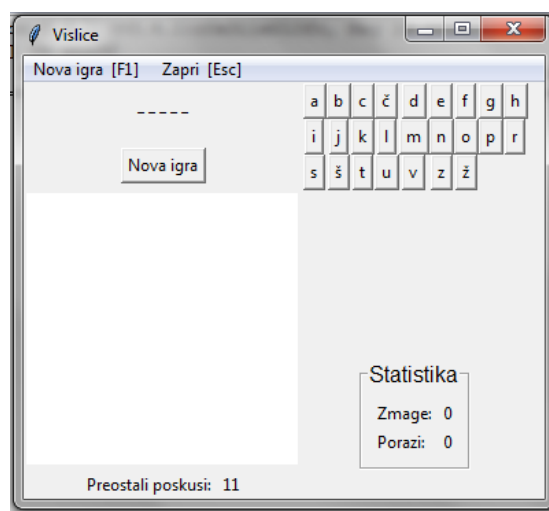 Vislice
Nova igra [F1] Zapri [Esc]
-----
a b c č d e f g h
i j k l m n o p r
s š t u v z ž
Nova igra
Statistika
Zmage: 0
Porazi: 0
Preostali poskusi: 11